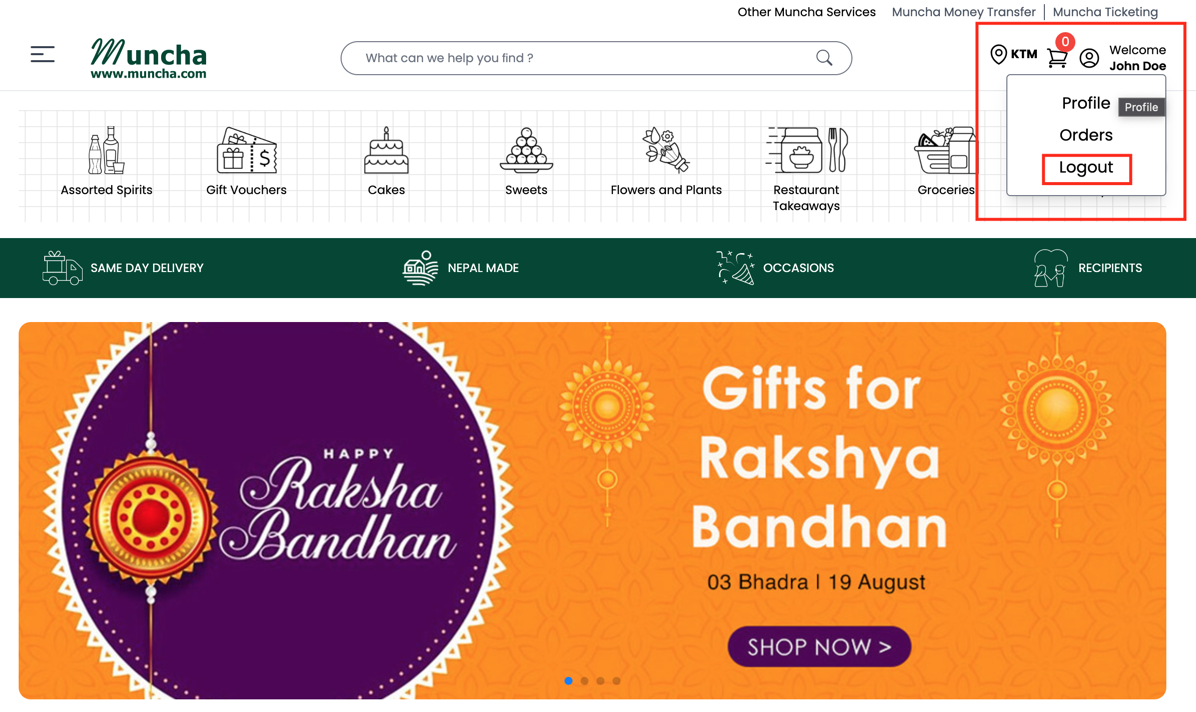 Other Muncha Services Muncha Money Transfer | Muncha Ticketing
Muncha
www.muncha.com
What can we help you find ?
KTM
0
Welcome
John Doe
Profile
Profile
Orders
Logout
Assorted Spirits
Gift Vouchers
Cakes
Sweets
Flowers and Plants
Restaurant
Takeaways
Groceries
SAME DAY DELIVERY
NEPAL MADE
OCCASIONS
RECIPIENTS
HAPPY
Raksha
Bandhan
Gifts for
Rakshya
Bandhan
03 Bhadra | 19 August
SHOP NOW >